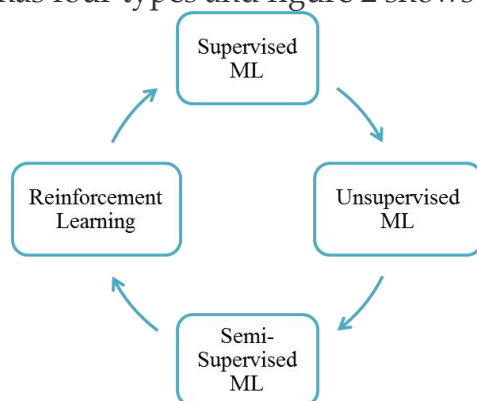 has four types and figure 2 shows
Supervised
ML
Unsupervised
ML
Semi-
Supervised
ML
Reinforcement
Learning